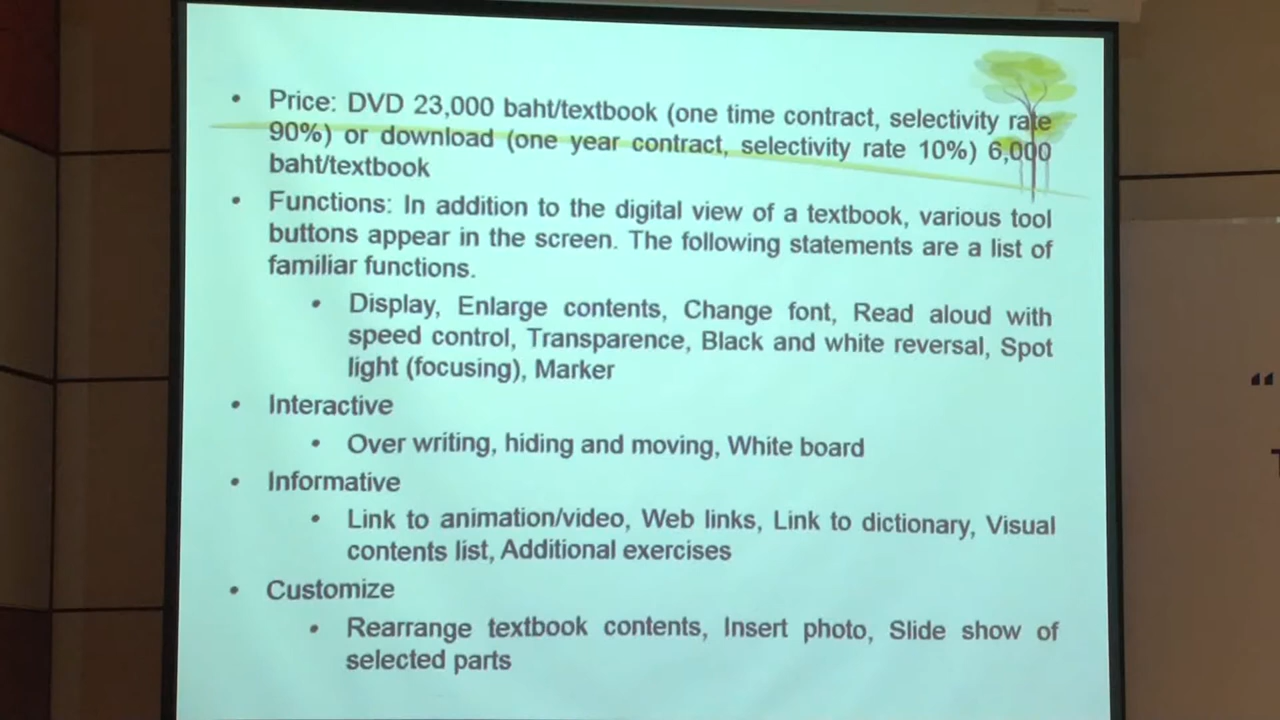 • Price: DVD 23,000 baht/textbook (one time contract, selectivity rate
90%) or download (one year contract, selectivity rate 10%) 6,000
baht/textbook
• Functions: In addition to the digital view of a textbook, various tool
buttons appear in the screen. The following statements are a list of
familiar functions.
• Display, Enlarge contents, Change font, Read aloud with
speed control, Transparence, Black and white reversal, Spot
light (focusing), Marker
• Interactive
• Over writing, hiding and moving, White board
• Informative
• Link to animation/video, Web links, Link to dictionary, Visual
contents list, Additional exercises
• Customize
• Rearrange textbook contents, Insert photo, Slide show of
selected parts
“